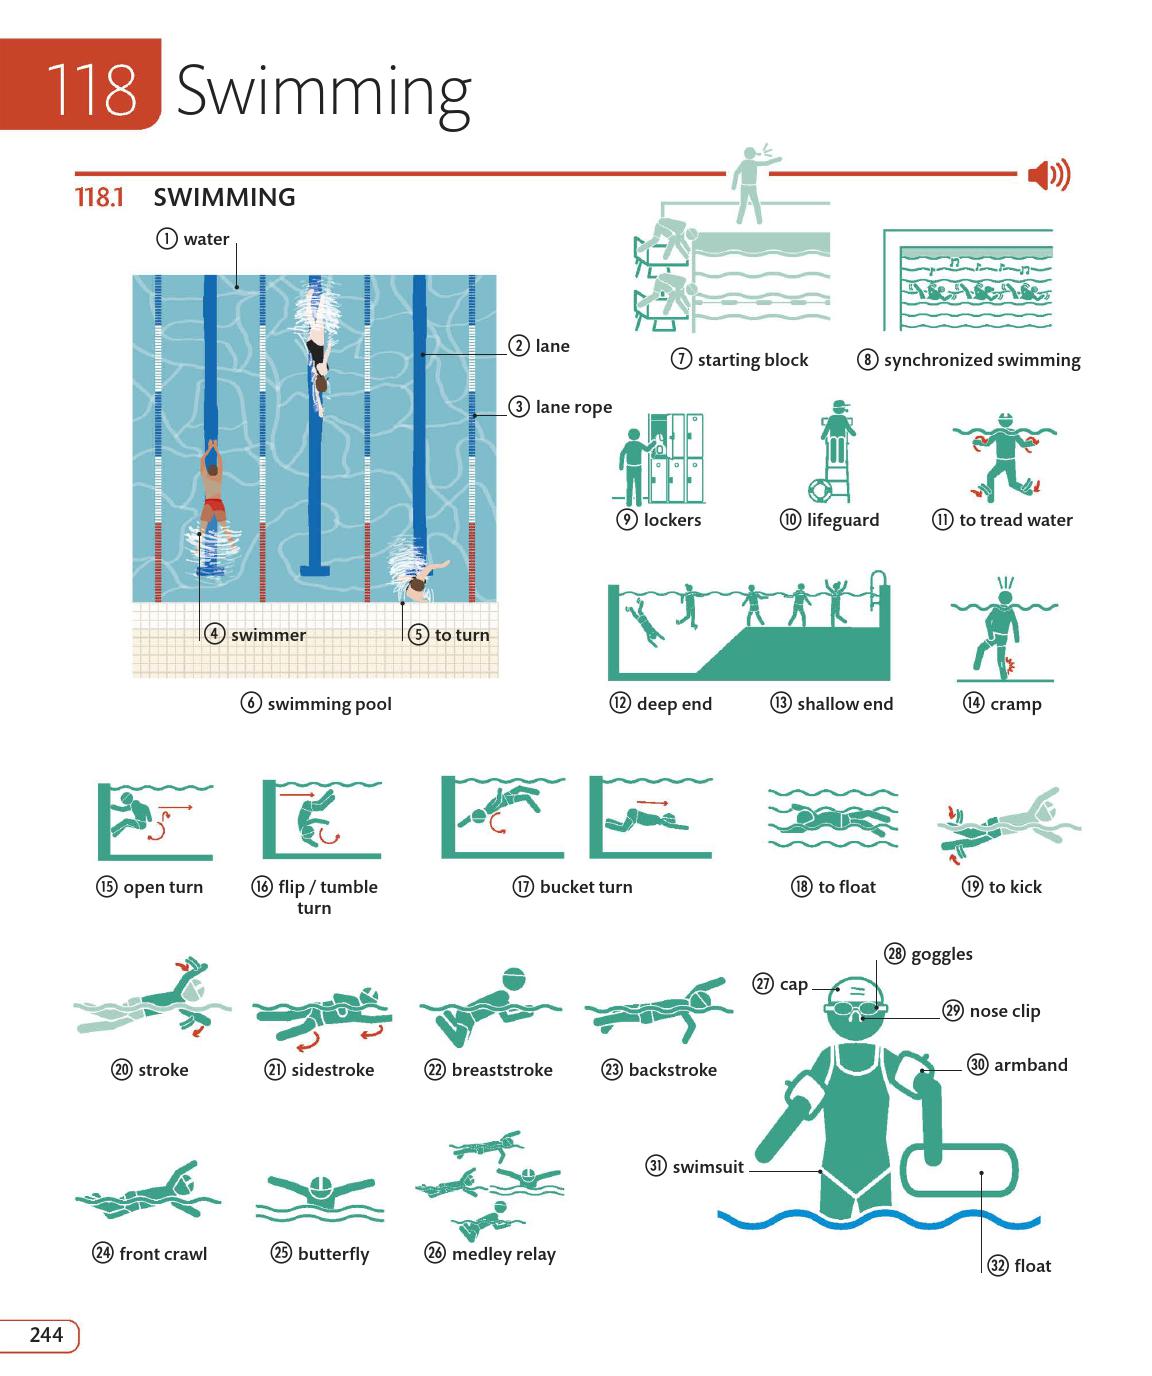 118 Swimming
118.1 SWIMMING
1 water
2 lane
3 lane rope
4 swimmer
5 to turn
6 swimming pool
7 starting block
8 synchronized swimming
9 lockers
10 lifeguard
11 to tread water
12 deep end
13 shallow end
14 cramp
15 open turn
16 flip / tumble
turn
17 bucket turn
18 to float
19 to kick
20 stroke
21 sidestroke
22 breaststroke
23 backstroke
24 front crawl
25 butterfly
26 medley relay
27 cap
28 goggles
29 nose clip
30 armband
31 swimsuit
32 float
244